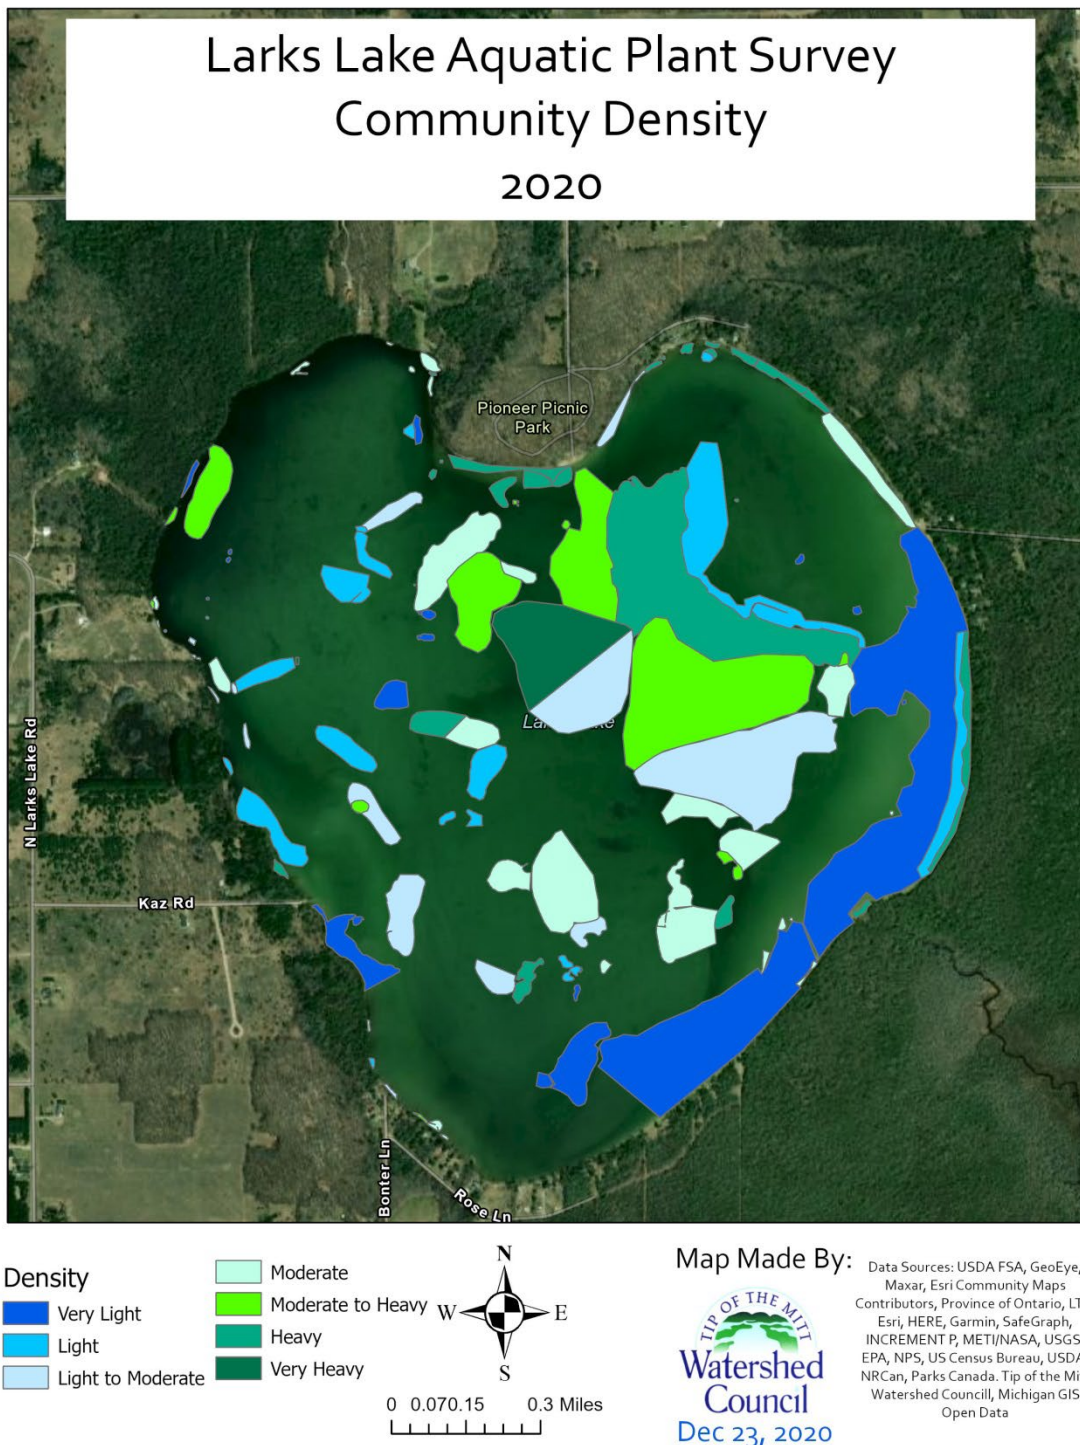 Larks Lake Aquatic Plant Survey
Community Density
2020
Pioneer Picnic
Park
N Larks Lake Rd
Kaz Rd
Bonter Ln
Rose Ln
Density
Very Light
Light
Light to Moderate
Moderate
Moderate to Heavy
Heavy
Very Heavy
N
W
E
S
0 0.070.15 0.3 Miles
Map Made By:
TIP OF THE MITT
Watershed
Council
Dec 23, 2020
Data Sources: USDA FSA, GeoEye,
Maxar, Esri Community Maps
Contributors, Province of Ontario,
Esri, HERE, Garmin, SafeGraph,
INCREMENT P, METI/NASA, USGS
EPA, NPS, US Census Bureau, USDA
NRCan, Parks Canada. Tip of the
Watershed Councill, Michigan GIS
Open Data